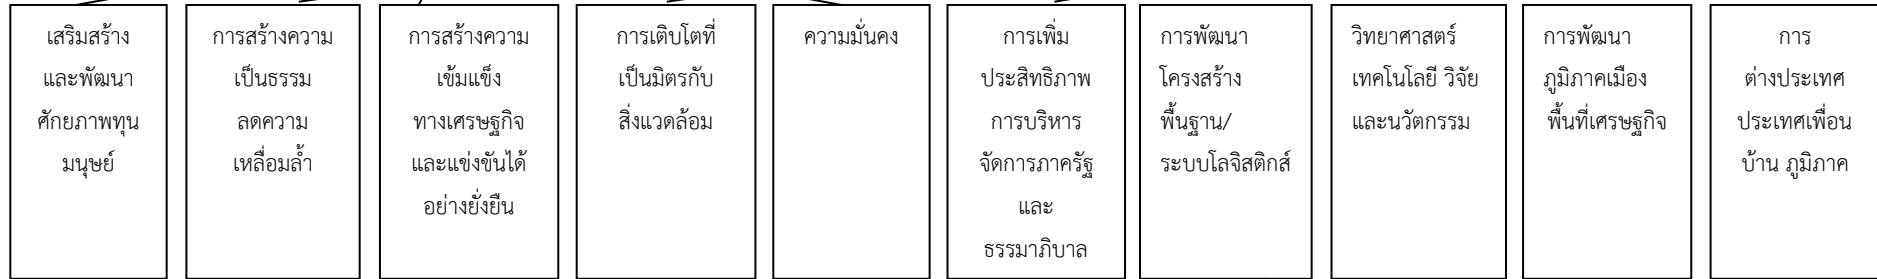 เสริมสร้าง
และพัฒนา
ศักยภาพทุน
มนุษย์
การสร้างความ
เป็นธรรม
ลดความ
เหลื่อมล้ำ
การสร้างความ
เข้มแข็ง
ทางเศรษฐกิจ
และแข่งขันได้
อย่างยั่งยืน
การเติบโตที่
เป็นมิตรกับ
สิ่งแวดล้อม
ความมั่นคง
การเพิ่ม
ประสิทธิภาพ
การบริหาร
จัดการภาครัฐ
และ
ธรรมาภิบาล
การพัฒนา
โครงสร้าง
พื้นฐาน/
ระบบโลจิสติกส์
วิทยาศาสตร์
เทคโนโลยี วิจัย
และนวัตกรรม
การพัฒนา
ภูมิภาคเมือง
พื้นที่เศรษฐกิจ
การ
ต่างประเทศ
ประเทศเพื่อน
บ้าน ภูมิภาค